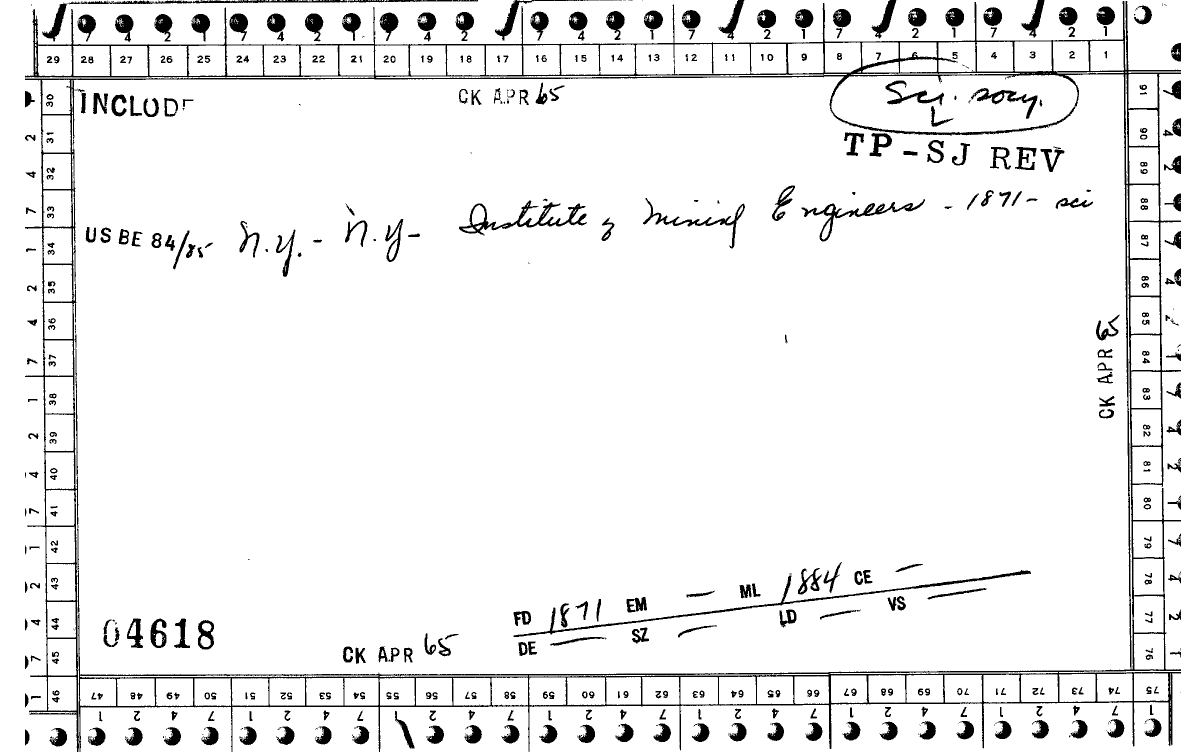 7 4 2 1 7 4 2 1 7 4 2 7 4 2 1 7 2 1 7 2 1 7 2 1
29 28 27 26 25 24 23 22 21 20 19 18 17 16 15 14 13 12 11 10 9 8 7 6 5 4 3 2 1
INCLUDE
CK APR 65
Sci. socy.
TP-SJ REV
US BE 84/85 N.Y. - N.Y - Institute of Mining Engineers - 1871 - sci
CK APR 65
FD 1871 EM — ML 1884 CE —
DE — SZ — LD — VS —
04618
CK APR 65
30 31 32 33 34 35 36 37 38 39 40 41 42 43 44 45 46
2 4 7 1 2 4 7 1 2 4 7 1 2 4 7 1
91 90 89 88 87 86 85 84 83 82 81 80 79 78 77 76 75
47 48 49 50 51 52 53 54 55 56 57 58 59 60 61 62 63 64 65 66 67 68 69 70 71 72 73 74 75
1 2 4 7 1 2 4 7 1 2 4 7 1 2 4 7 1 2 4 7 1 2 4 7 1 2 4 7 1